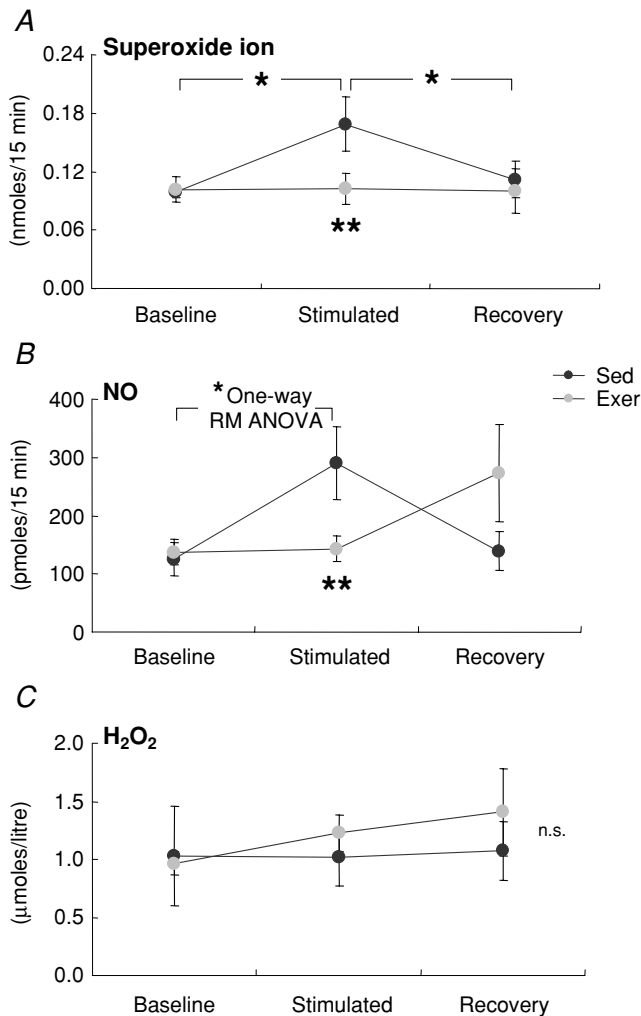 A
Superoxide ion
0.24
0.18
0.12
0.06
0.00
(nmoles/15 min)
*
*
**
Baseline Stimulated Recovery
B
NO
400
300
200
100
0
(pmoles/15 min)
* One-way
RM ANOVA
**
Sed
Exer
Baseline Stimulated Recovery
C
H₂O₂
2.0
1.5
1.0
0.5
0.0
(μmoles/litre)
n.s.
Baseline Stimulated Recovery